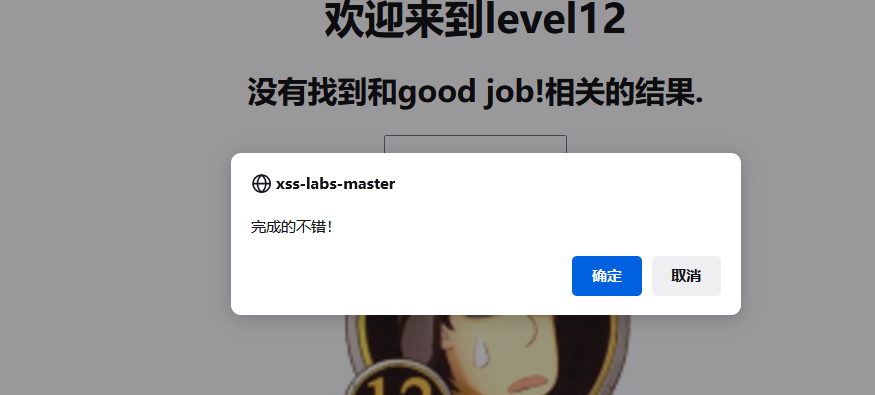 欢迎来到level12
没有找到和good job!相关的结果.
xss-labs-master
完成的不错！
确定
取消
12